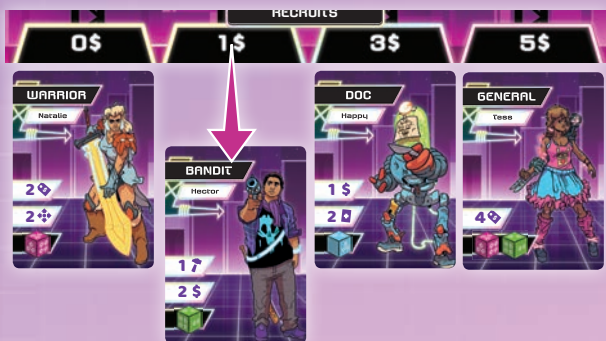 RECRUITS
0$ 1$ 3$ 5$
WARRIOR
Natalie
2
2
BANDIT
Hector
1
2 $
DOC
Happy
1 $
2
GENERAL
Tess
4